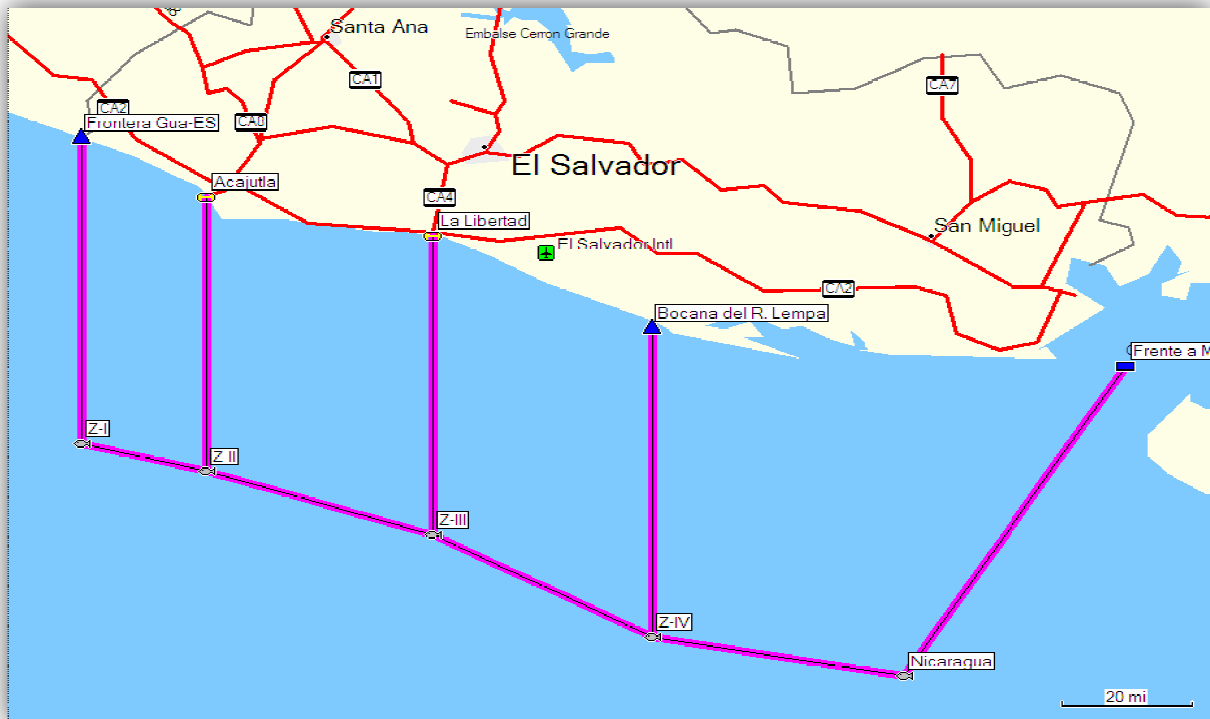 Santa Ana
Embalse Cerron Grande
CA1
CA7
CA2
Frontera Gua-ES
CA8
El Salvador
Acajutla
CA4
La Libertad
San Miguel
El Salvador Intl
CA2
Bocana del R. Lempa
Frente a M
Z-I
Z II
Z-III
Z-IV
Nicaragua
20 mi